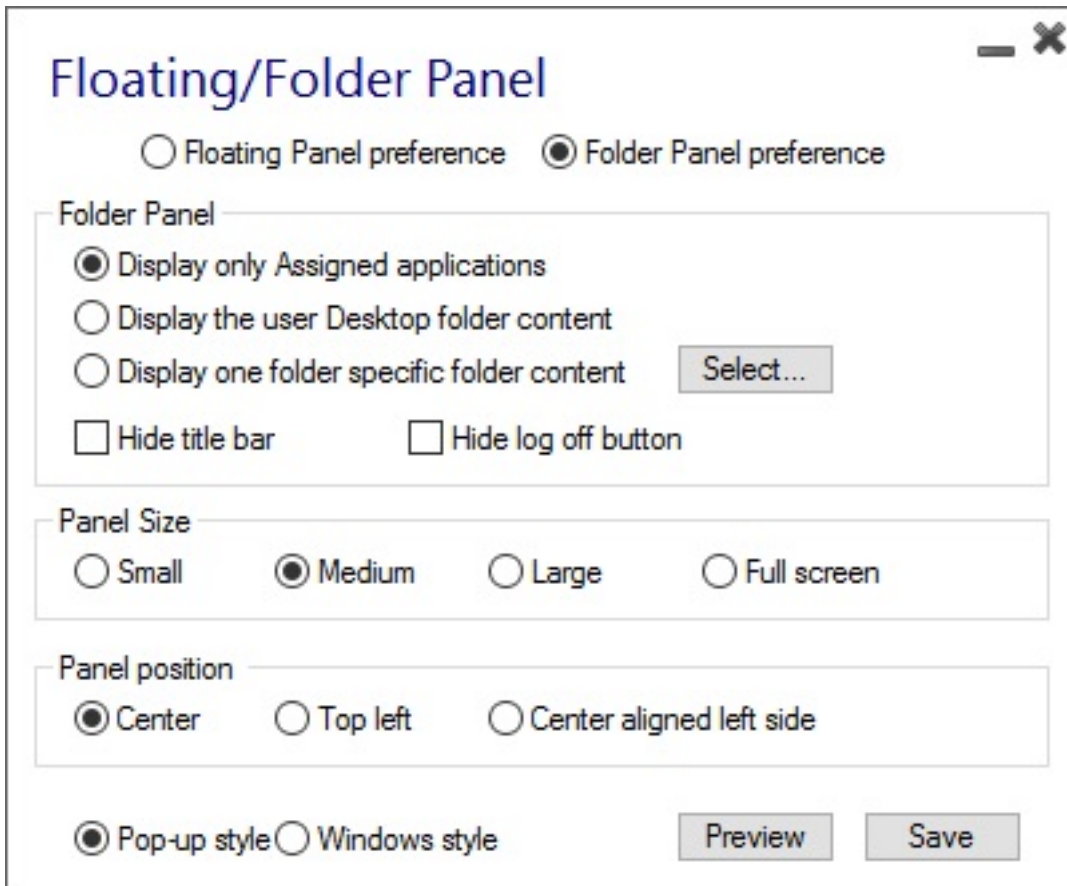 Floating/Folder Panel
Floating Panel preference Folder Panel preference
Folder Panel
Display only Assigned applications
Display the user Desktop folder content
Display one folder specific folder content Select...
Hide title bar Hide log off button
Panel Size
Small Medium Large Full screen
Panel position
Center Top left Center aligned left side
Pop-up style Windows style Preview Save